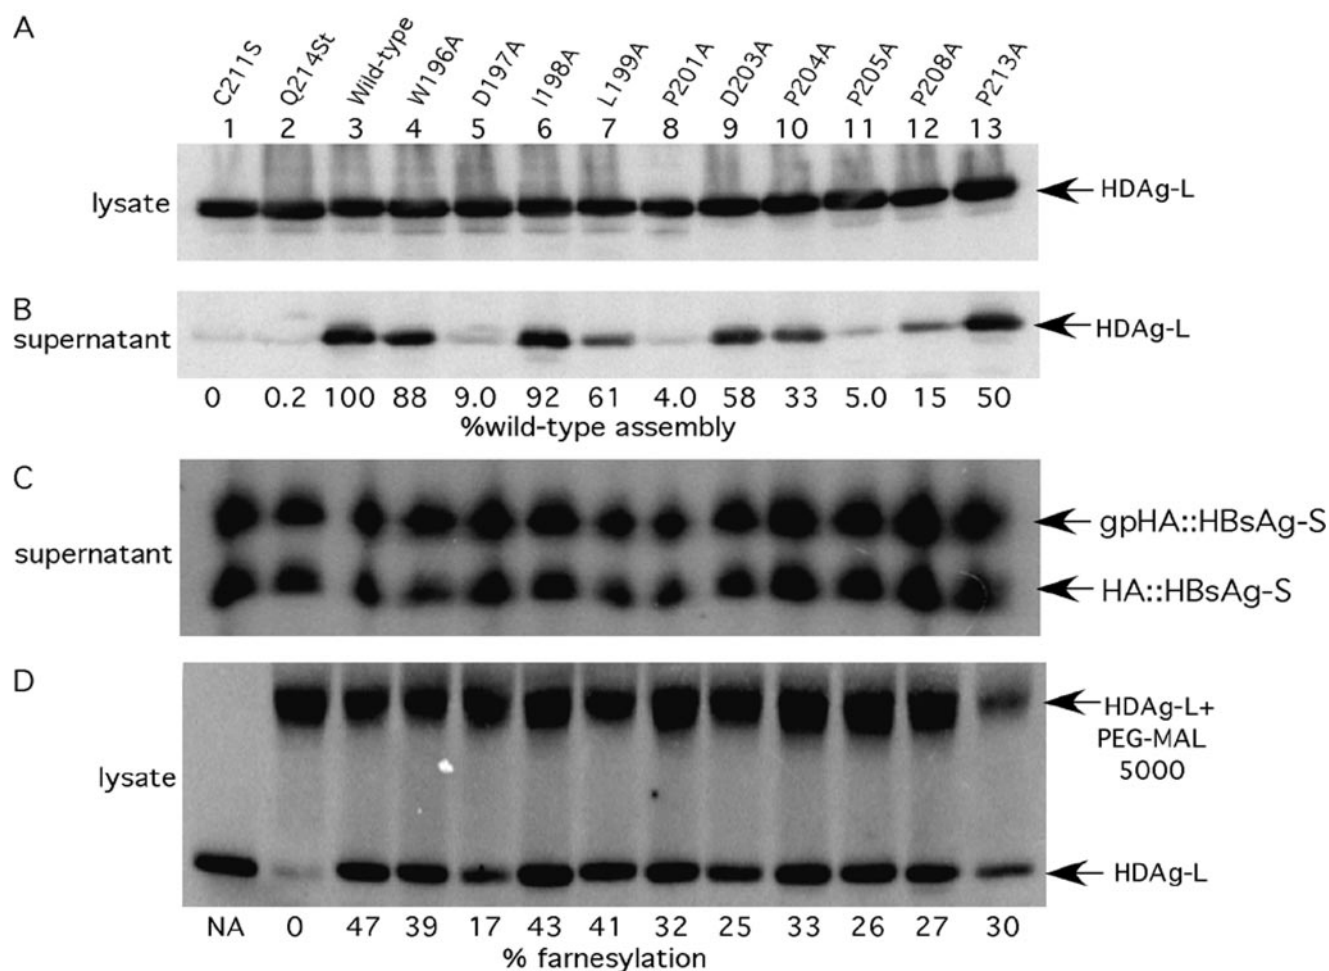 A
C211S Q214St Wild-type W196A D197A I198A L199A P201A D203A P204A P205A P208A P213A
1 2 3 4 5 6 7 8 9 10 11 12 13
lysate
HDAg-L
B
supernatant
HDAg-L
0 0.2 100 88 9.0 92 61 4.0 58 33 5.0 15 50
%wild-type assembly
C
supernatant
gpHA::HBsAg-S
HA::HBsAg-S
D
lysate
HDAg-L+
PEG-MAL
5000
HDAg-L
NA 0 47 39 17 43 41 32 25 33 26 27 30
% farnesylation